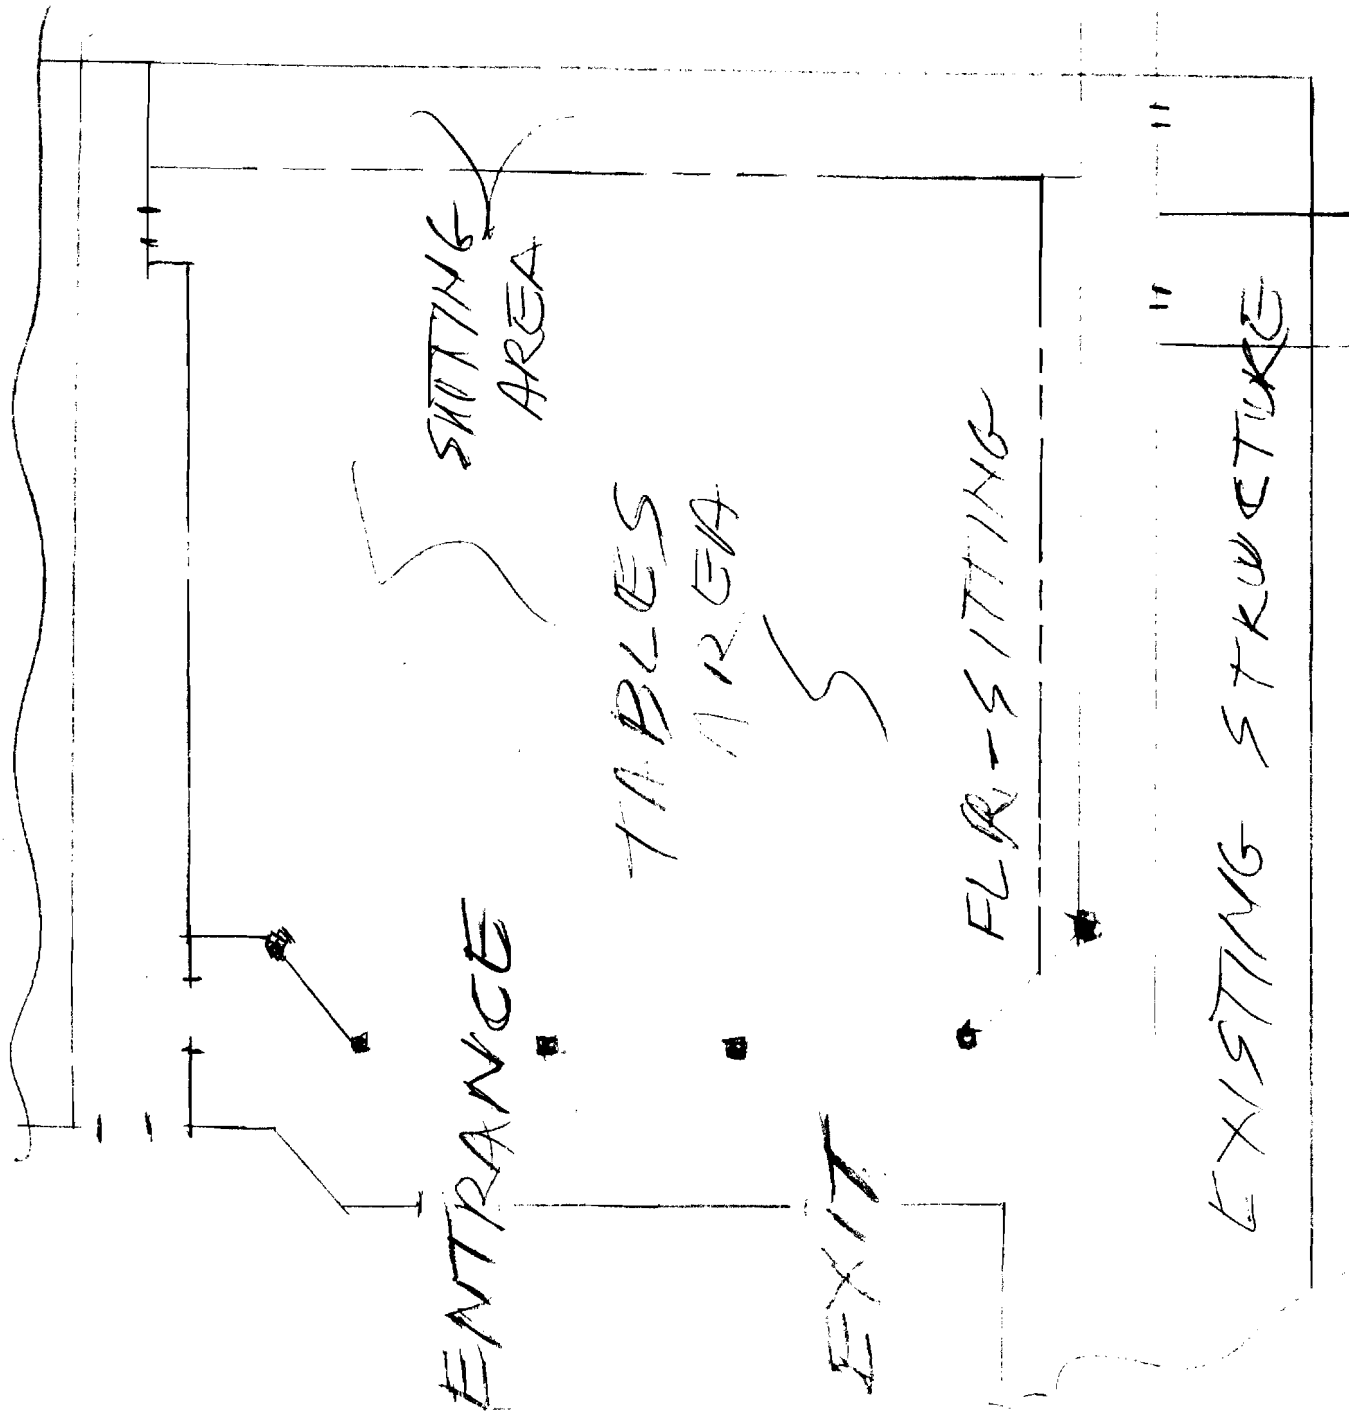 SITTING
AREA
TABLES
AREA
FLR-SITTING
ENTRANCE
EXIT
EXISTING STRUCTURE